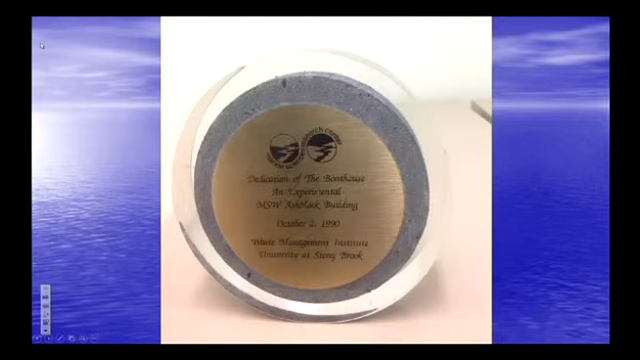 Dedication of The Boathouse
An Experimental
MSW Ashblock Building
October 2, 1990
Waste Management Institute
University at Stony Brook